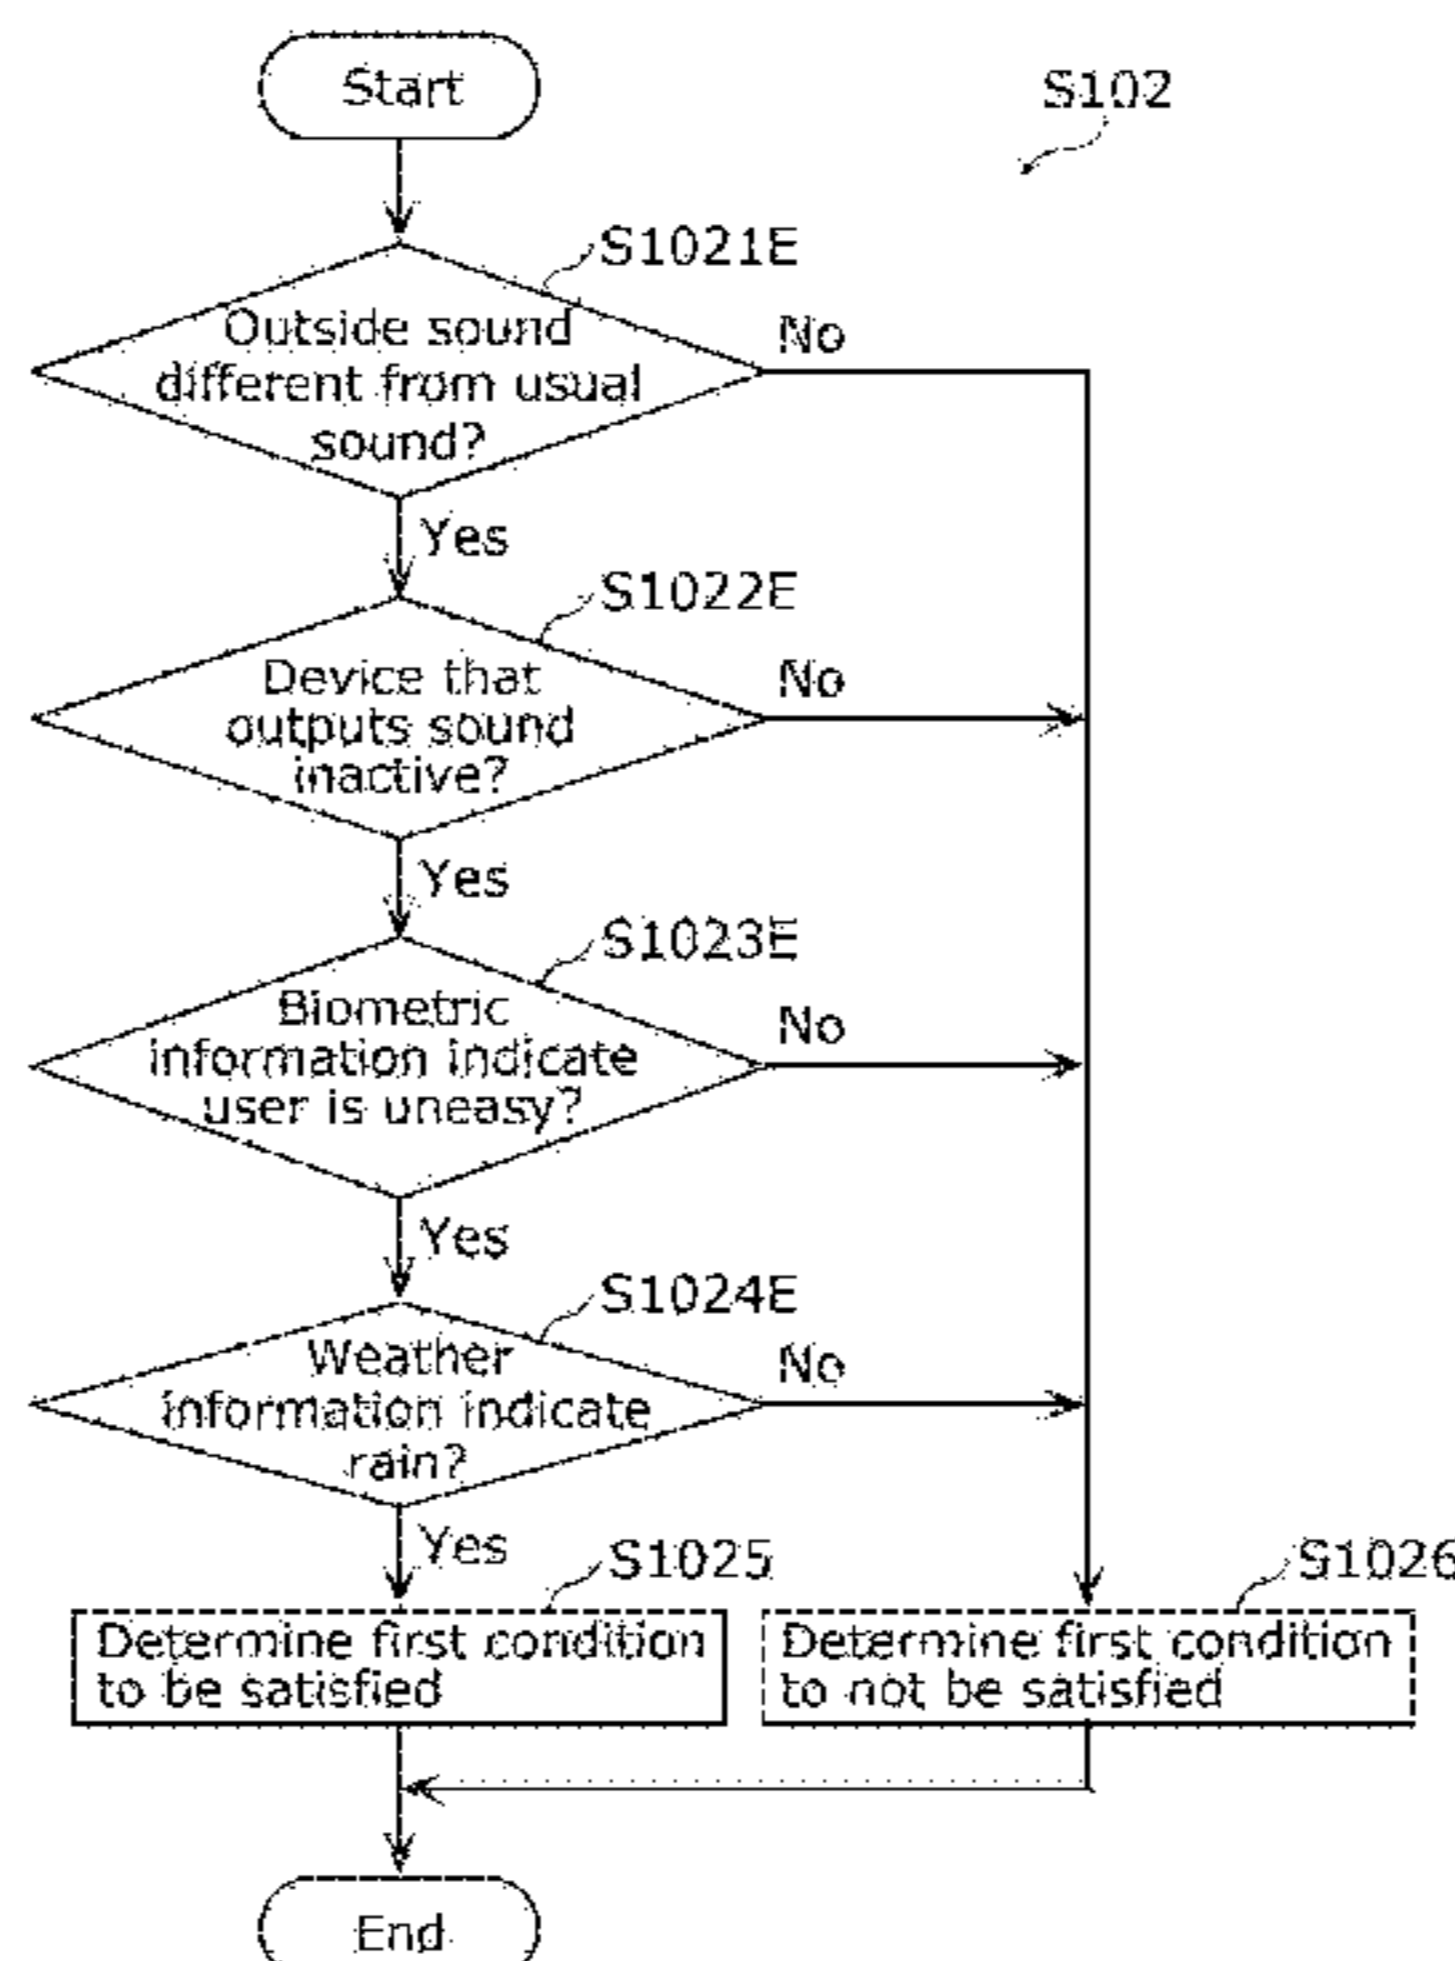 Start
S102
S1021E
Outside sound
different from usual
sound?
No
Yes
S1022E
Device that
outputs sound
inactive?
No
Yes
S1023E
Biometric
information indicate
user is uneasy?
No
Yes
S1024E
Weather
information indicate
rain?
No
Yes
S1025
Determine first condition
to be satisfied
S1026
Determine first condition
to not be satisfied
End